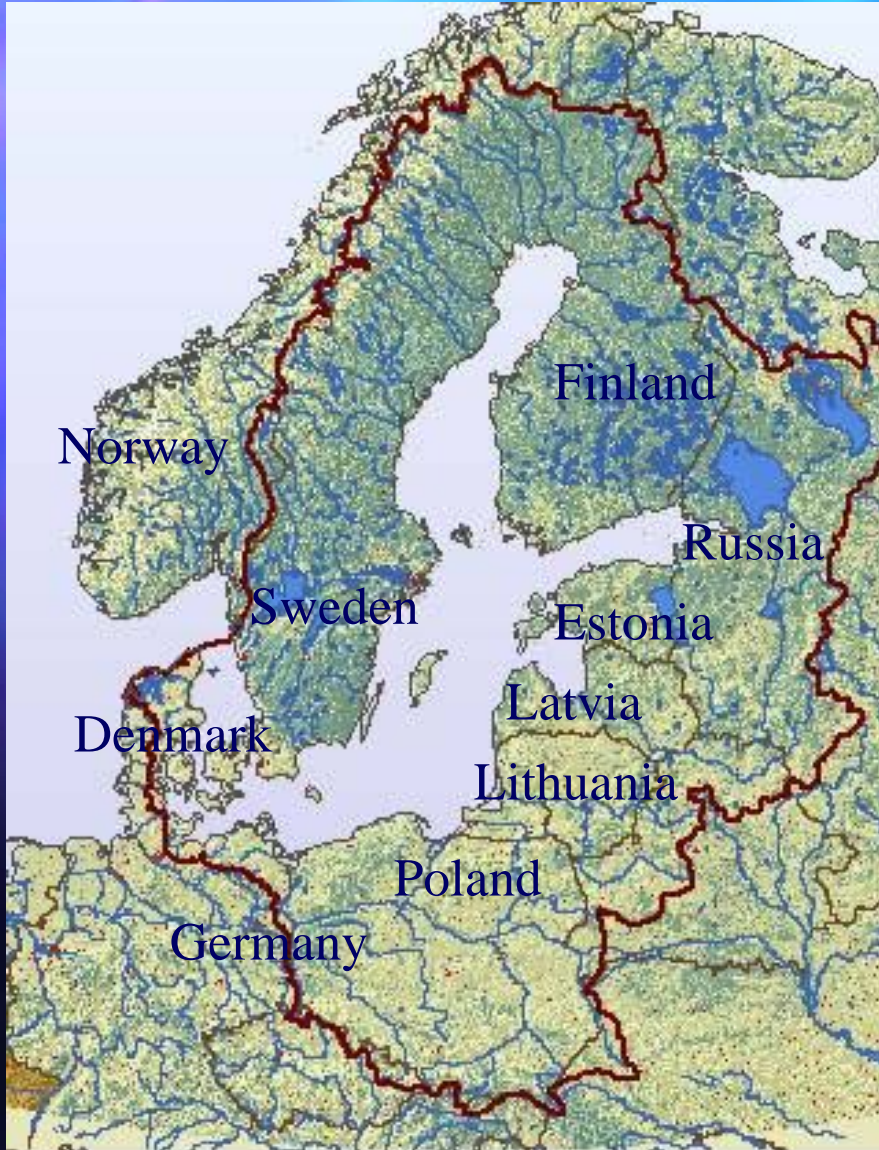 Finland
Norway
Russia
Sweden
Estonia
Latvia
Denmark
Lithuania
Poland
Germany